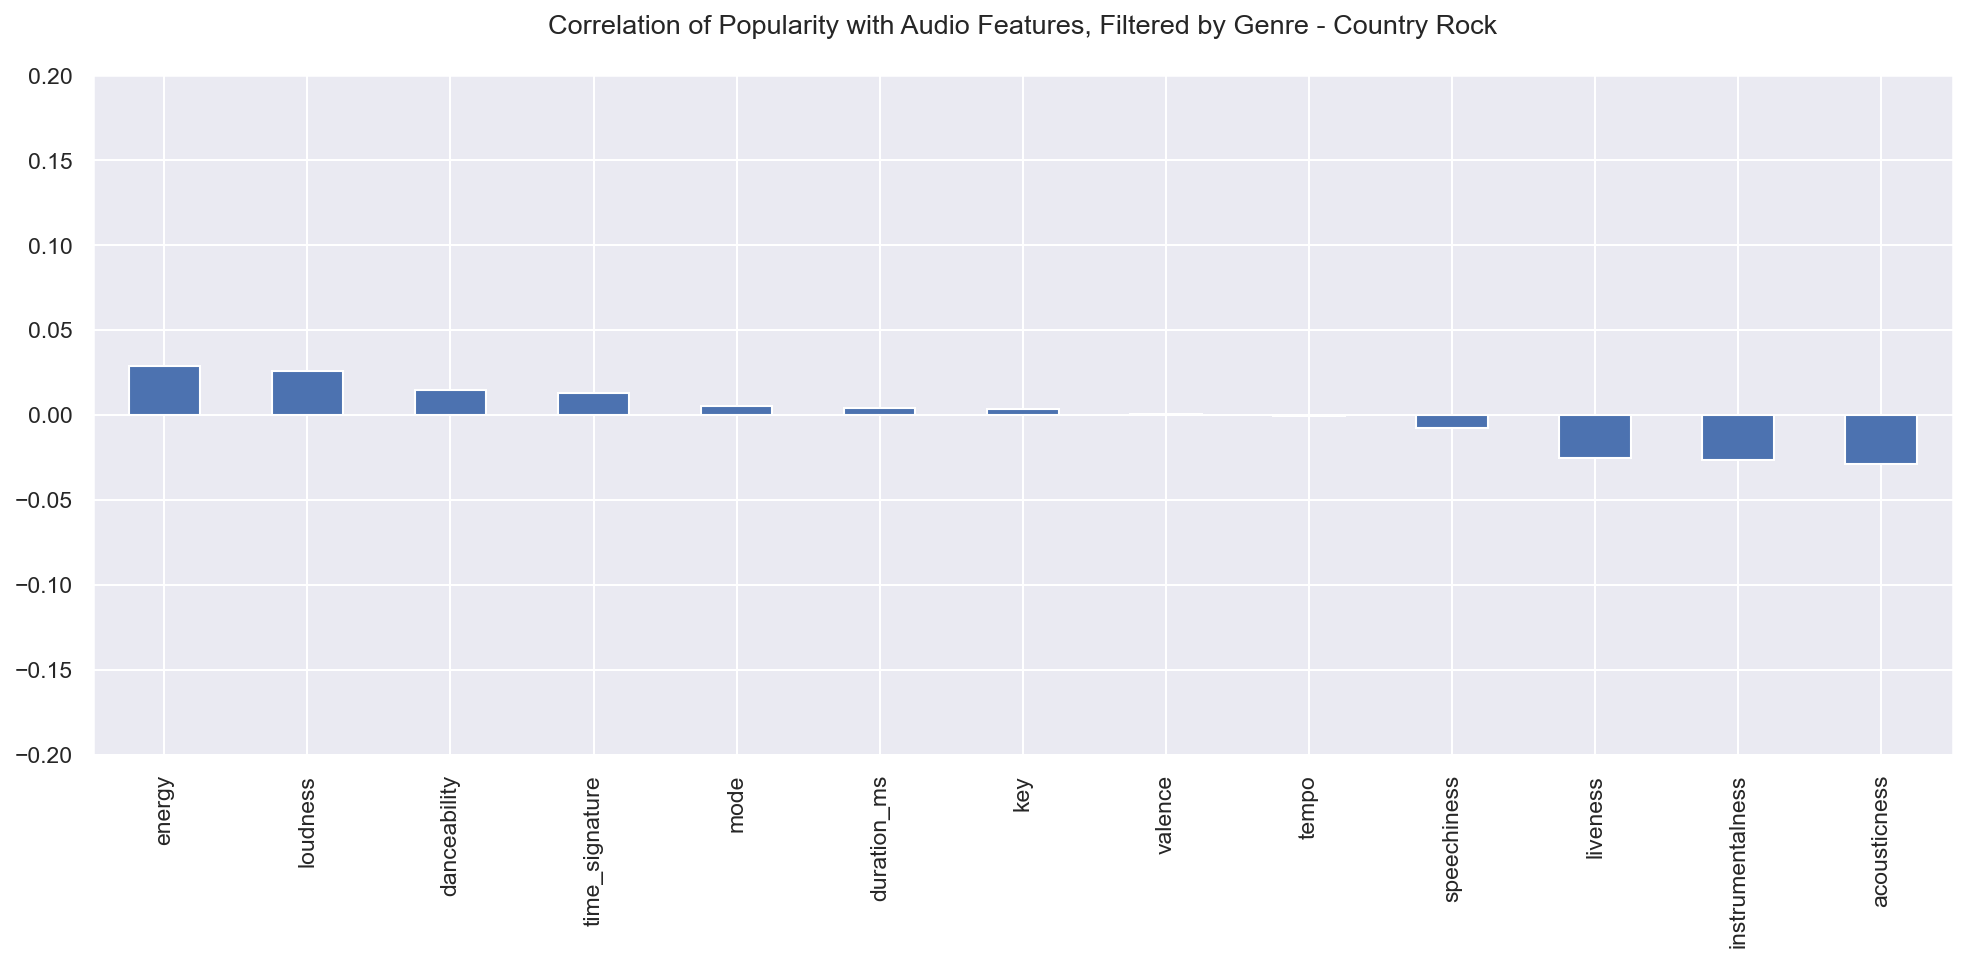 Correlation of Popularity with Audio Features, Filtered by Genre - Country Rock
0.20
0.15
0.10
0.05
0.00
−0.05
−0.10
−0.15
−0.20
energy
loudness
danceability
time_signature
mode
duration_ms
key
valence
tempo
speechiness
liveness
instrumentalness
acousticness